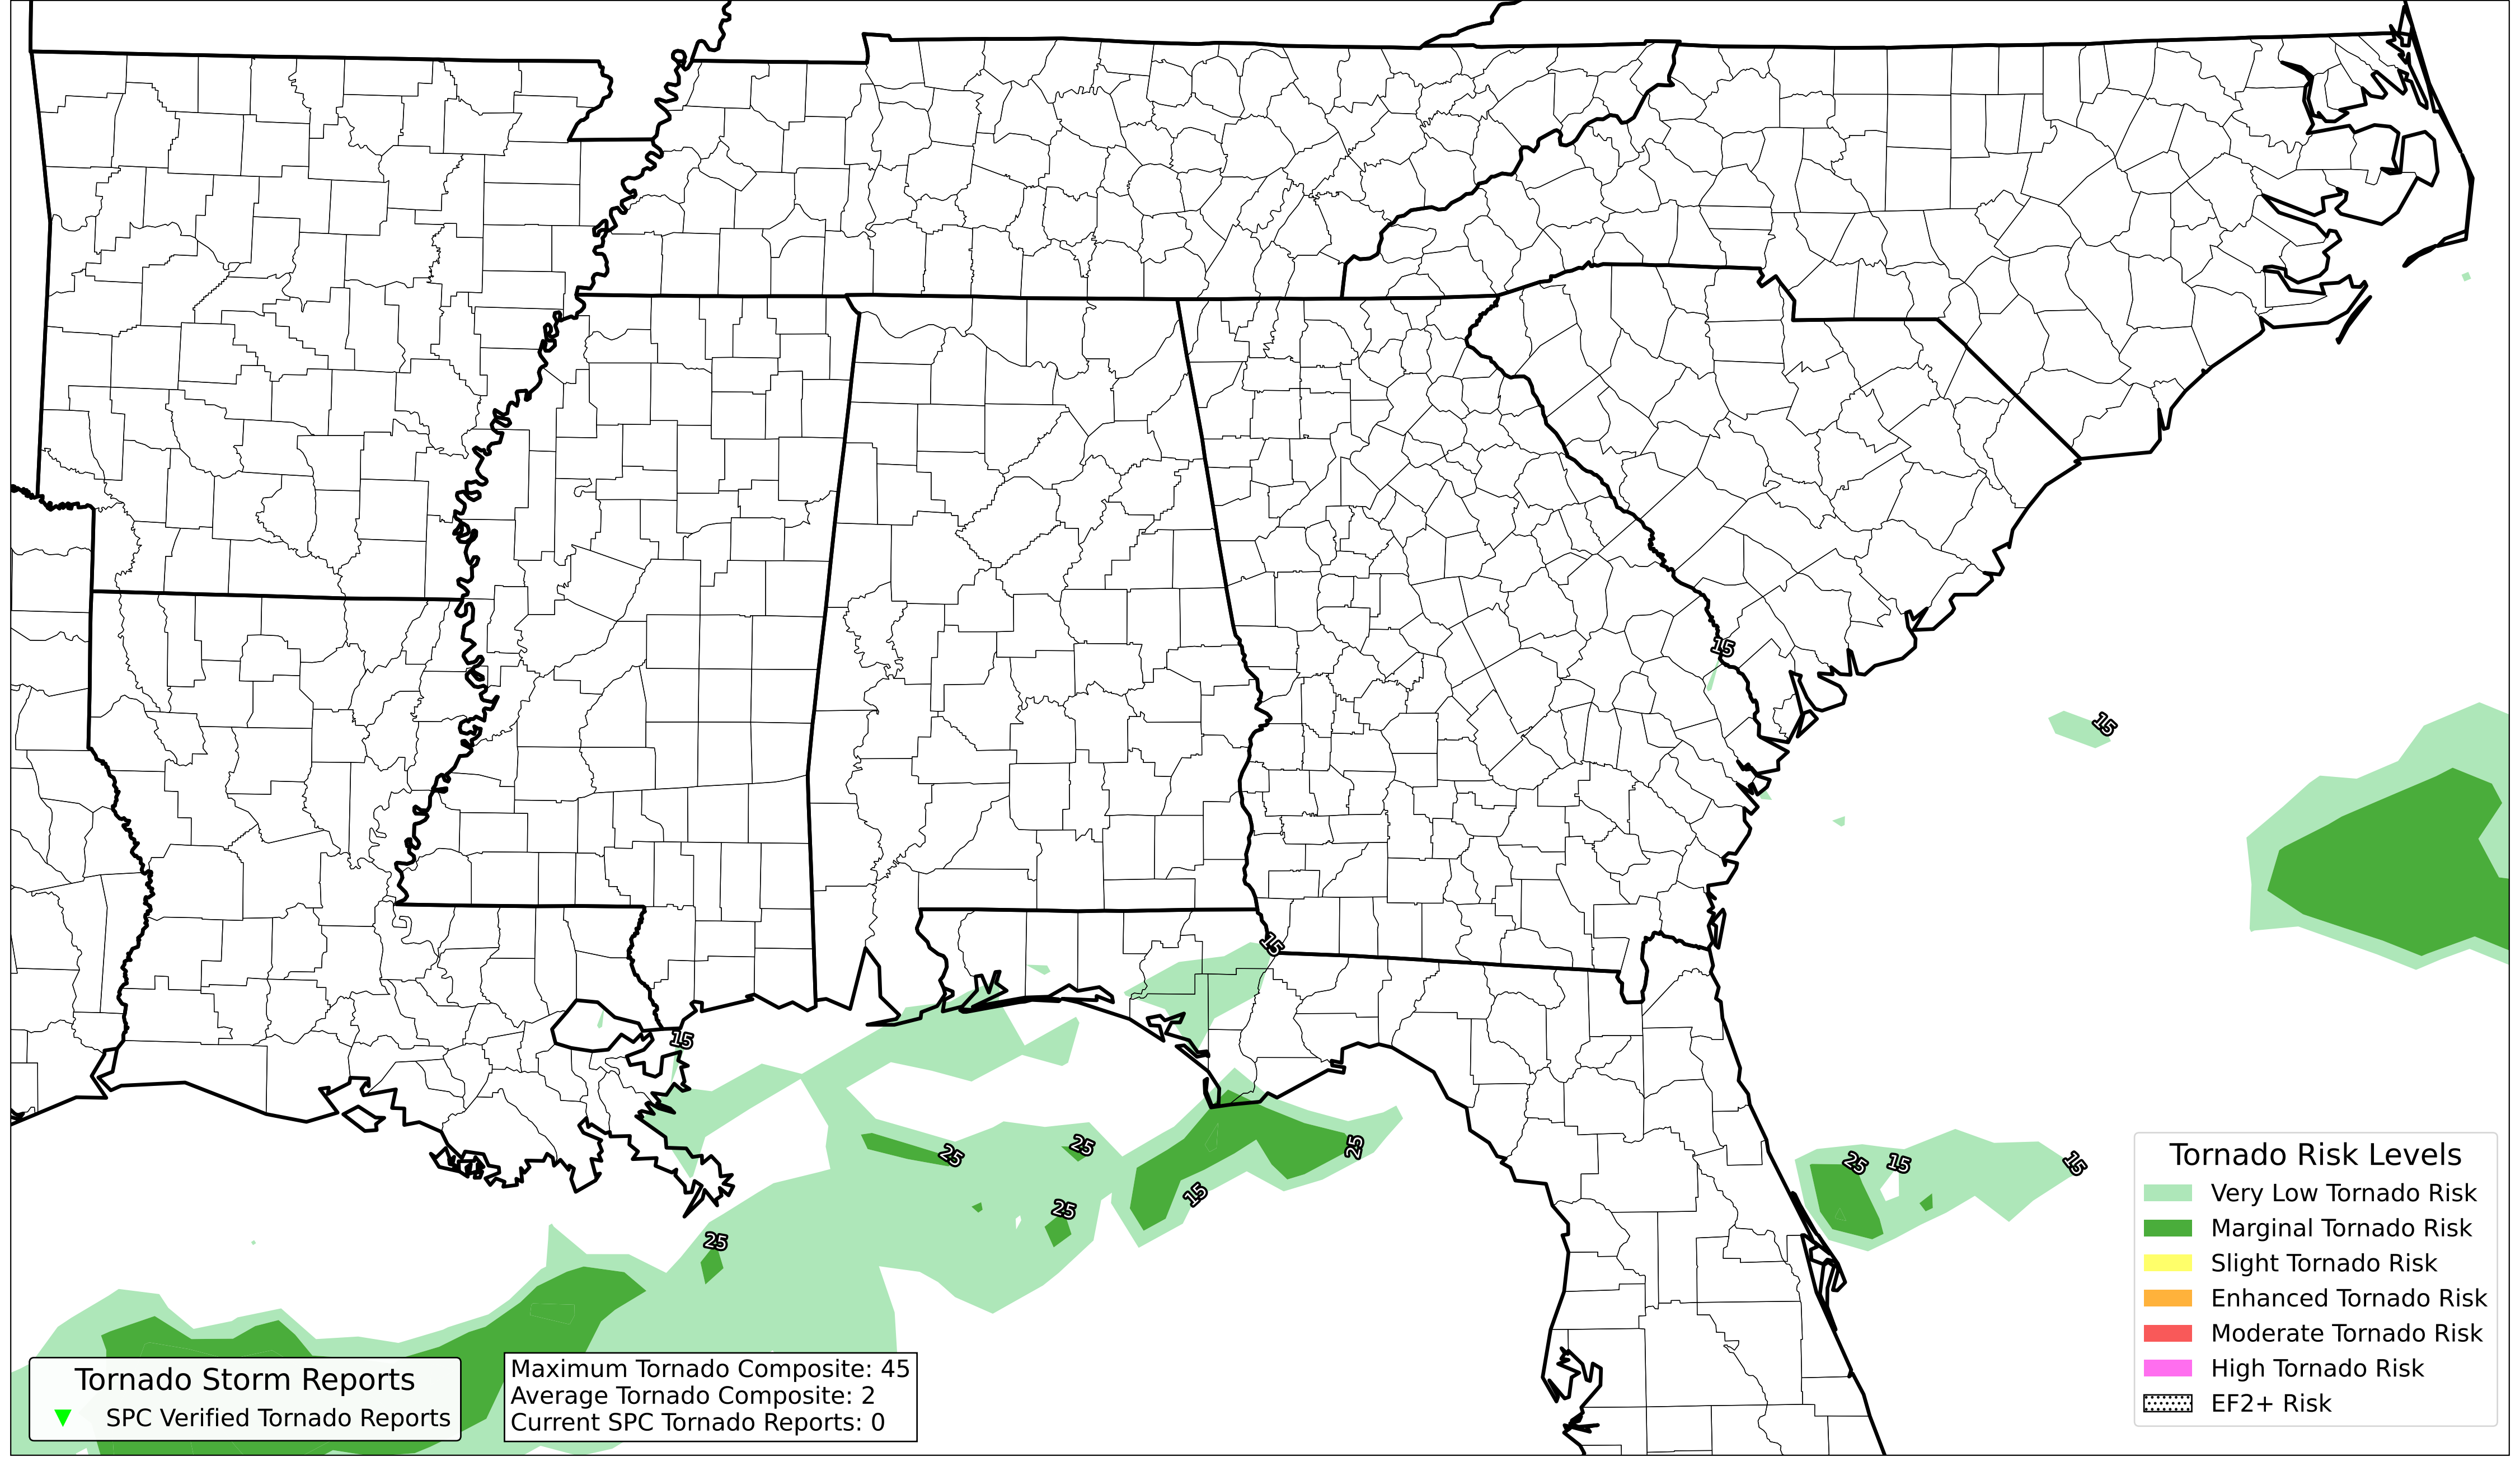 15
15
15
15
25
25
25
25
15
25
25
15
15
Tornado Risk Levels
Very Low Tornado Risk
Marginal Tornado Risk
Slight Tornado Risk
Enhanced Tornado Risk
Moderate Tornado Risk
High Tornado Risk
EF2+ Risk
Tornado Storm Reports
SPC Verified Tornado Reports
Maximum Tornado Composite: 45
Average Tornado Composite: 2
Current SPC Tornado Reports: 0